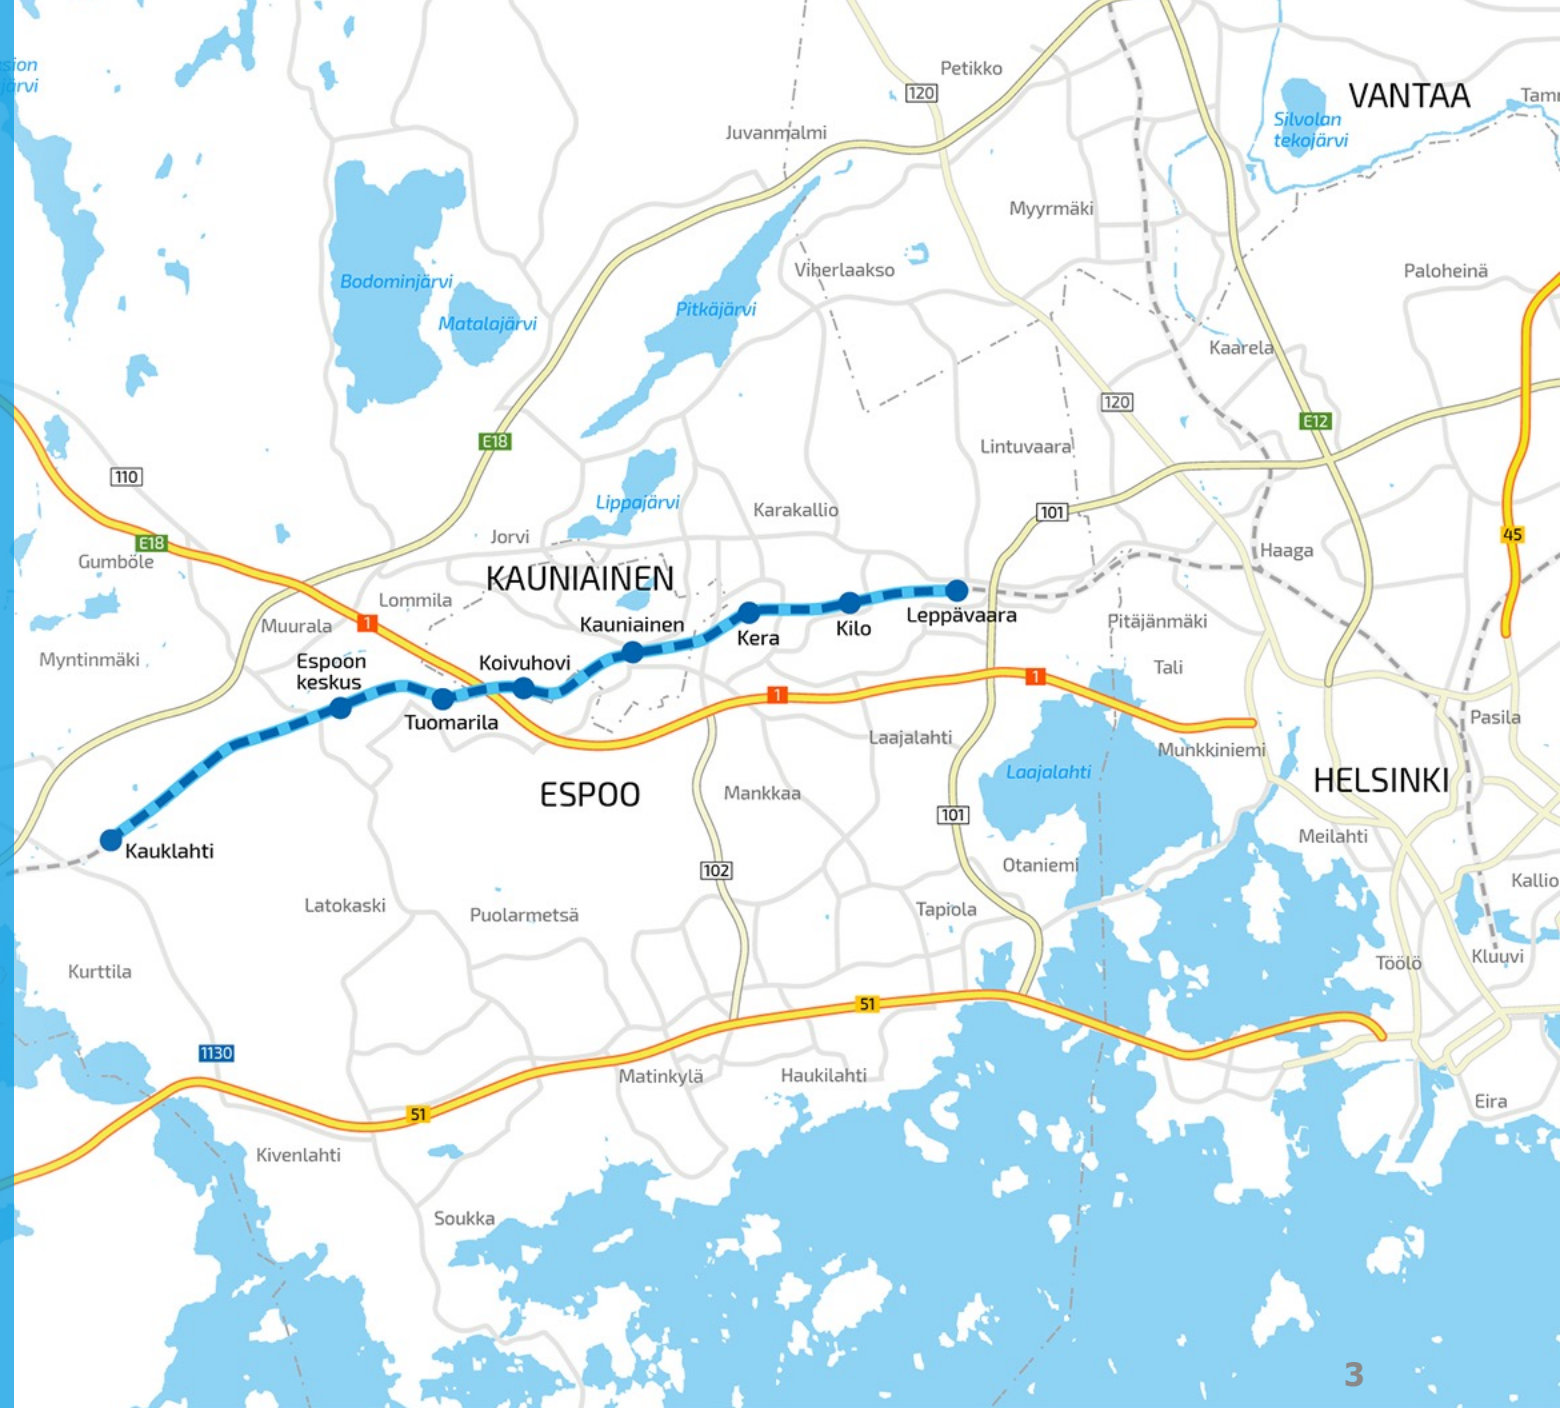 VANTAA
Petikko
120
Silvolan
tekojärvi
Juvanmalmi
Myyrmäki
Viherlaakso
Paloheinä
Bodominjärvi
Matalajärvi
Pitkäjärvi
Kaarela
120
E12
E18
Lintuvaara
110
Lippajärvi
Karakallio
101
45
E18
Jorvi
Haaga
Gumböle
KAUNIAINEN
Lommila
1
Muurala
Kauniainen
Kera
Kilo
Leppävaara
Pitäjänmäki
Myntinmäki
Espoon
keskus
Koivuhovi
Tali
1
1
Tuomarila
Pasila
Laajalahti
Munkkiniemi
Laajalahti
HELSINKI
ESPOO
Mankkaa
101
Meilahti
Kauklahti
102
Otaniemi
Kallio
Latokaski
Puolarmetsä
Tapiola
Kurttila
Töölö
Kluuvi
51
1130
Matinkylä
Haukilahti
Eira
51
Kivenlahti
Soukka
3